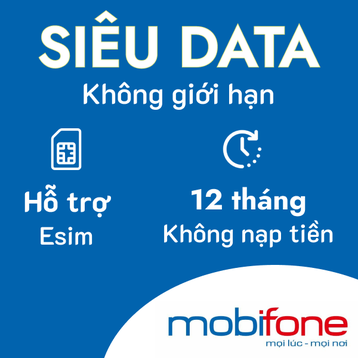 SIÊU DATA
Không giới hạn
Hỗ trợ
Esim
12 tháng
Không nạp tiền
mobifone
mọi lúc - mọi nơi